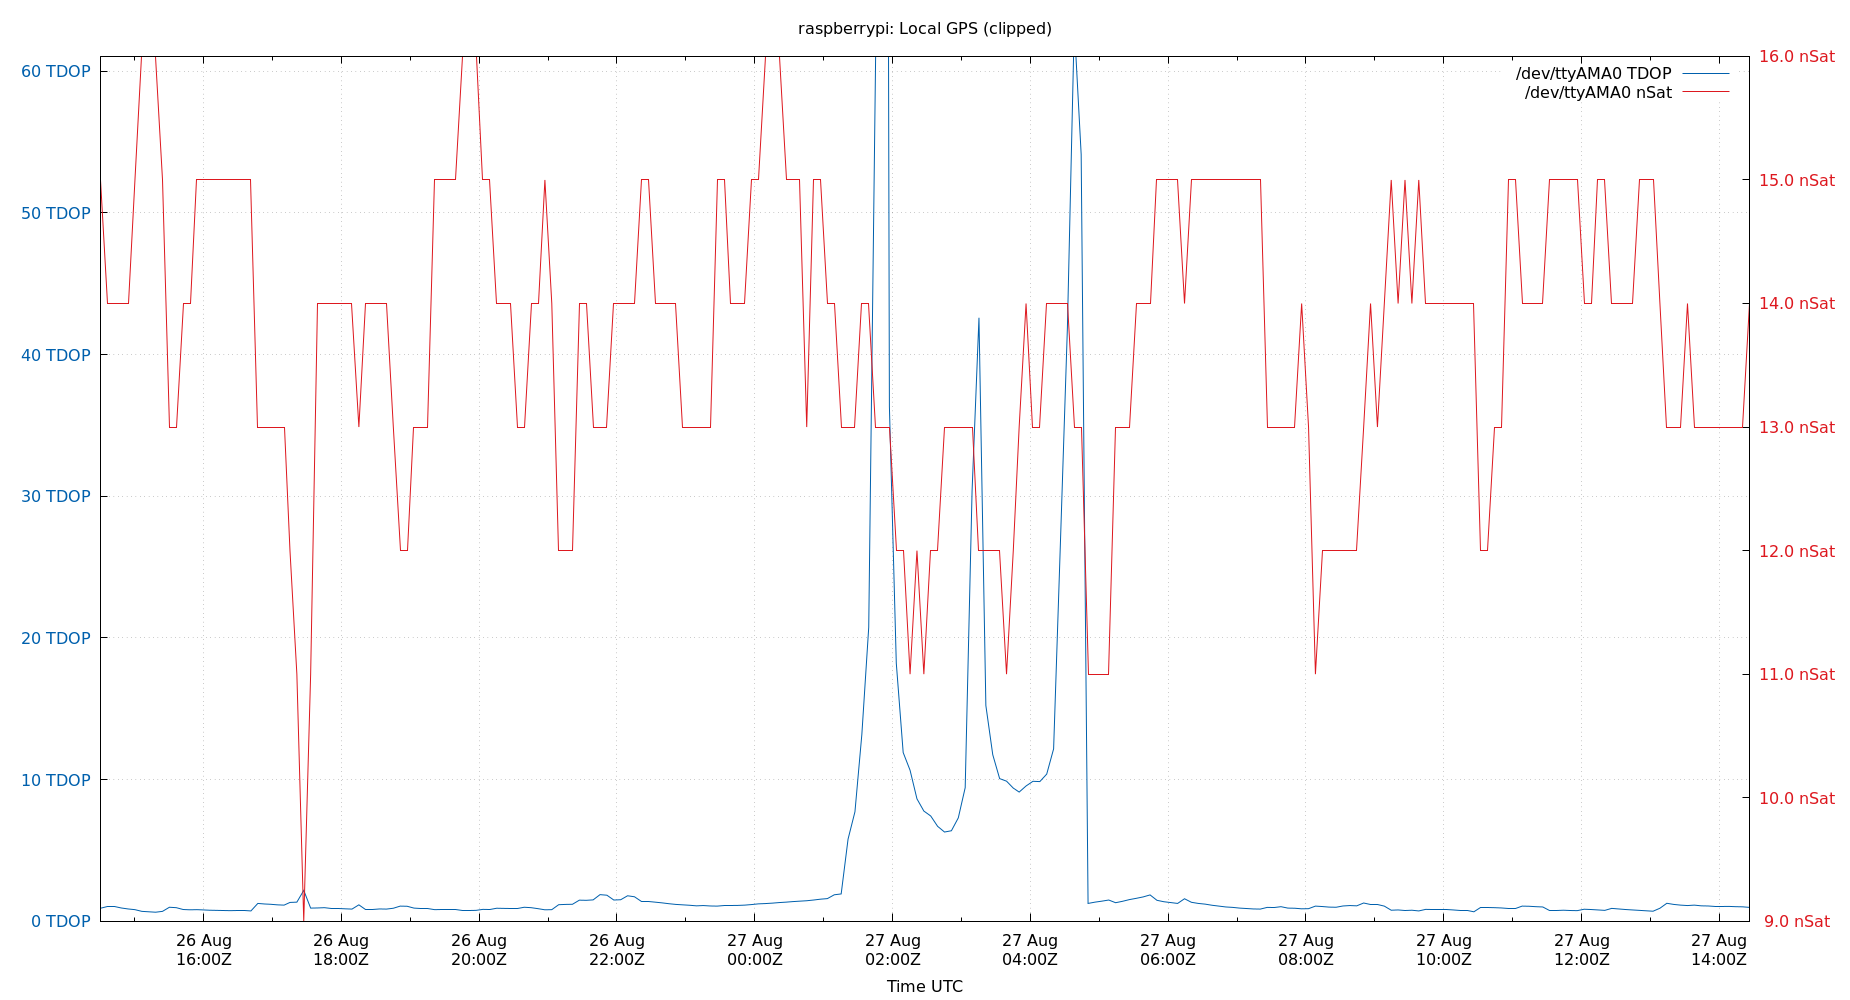 raspberrypi: Local GPS (clipped)
60 TDOP
50 TDOP
40 TDOP
30 TDOP
20 TDOP
10 TDOP
0 TDOP
16.0 nSat
15.0 nSat
14.0 nSat
13.0 nSat
12.0 nSat
11.0 nSat
10.0 nSat
9.0 nSat
/dev/ttyAMA0 TDOP
/dev/ttyAMA0 nSat
26 Aug
16:00Z
26 Aug
18:00Z
26 Aug
20:00Z
26 Aug
22:00Z
27 Aug
00:00Z
27 Aug
02:00Z
27 Aug
04:00Z
27 Aug
06:00Z
27 Aug
08:00Z
27 Aug
10:00Z
27 Aug
12:00Z
27 Aug
14:00Z
Time UTC